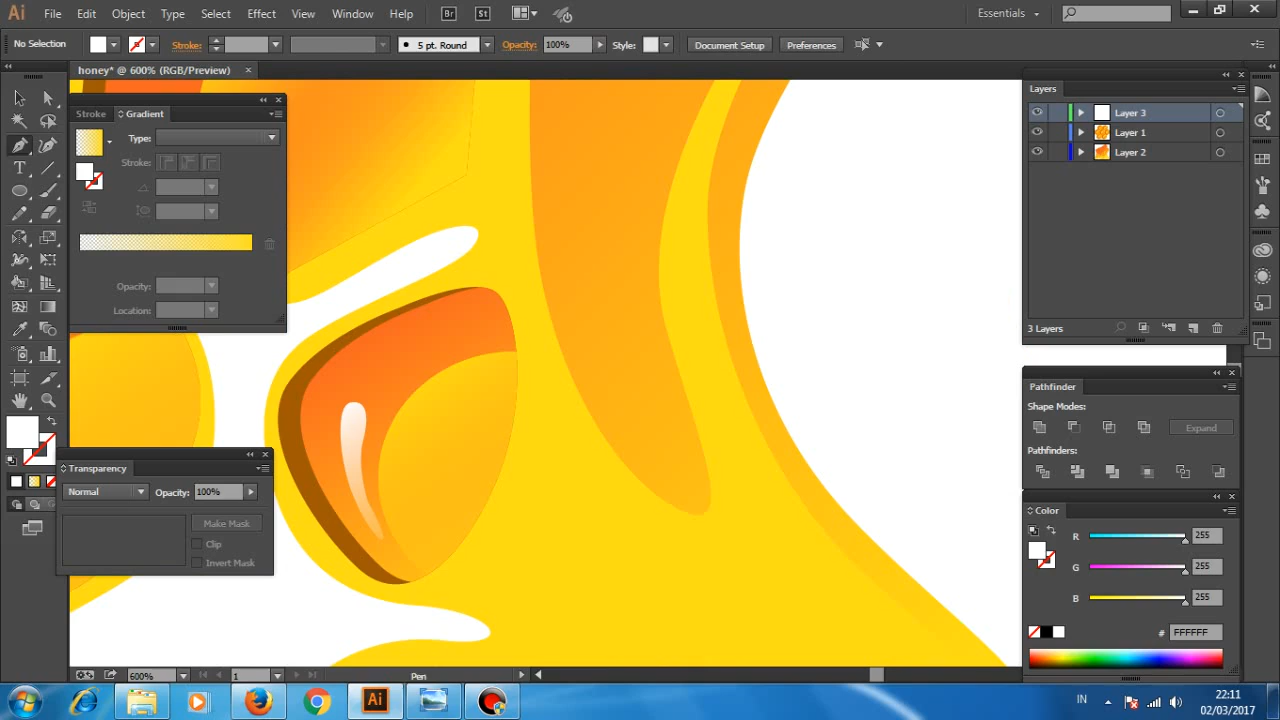 Ai File Edit Object Type Select Effect View Window Help Br St Essentials
No Selection Stroke: 5 pt. Round Opacity: 100% Style: Document Setup Preferences
honey* @ 600% (RGB/Preview)
Stroke Gradient
Type:
Stroke:
Opacity:
Location:
Transparency
Normal Opacity: 100%
Make Mask
Clip
Invert Mask
Layers
Layer 3
Layer 1
Layer 2
3 Layers
Pathfinder
Shape Modes:
Expand
Pathfinders:
Color
R 255
G 255
B 255
# FFFFFF
600% 1 Pen
Ai IN 22:11
02/03/2017